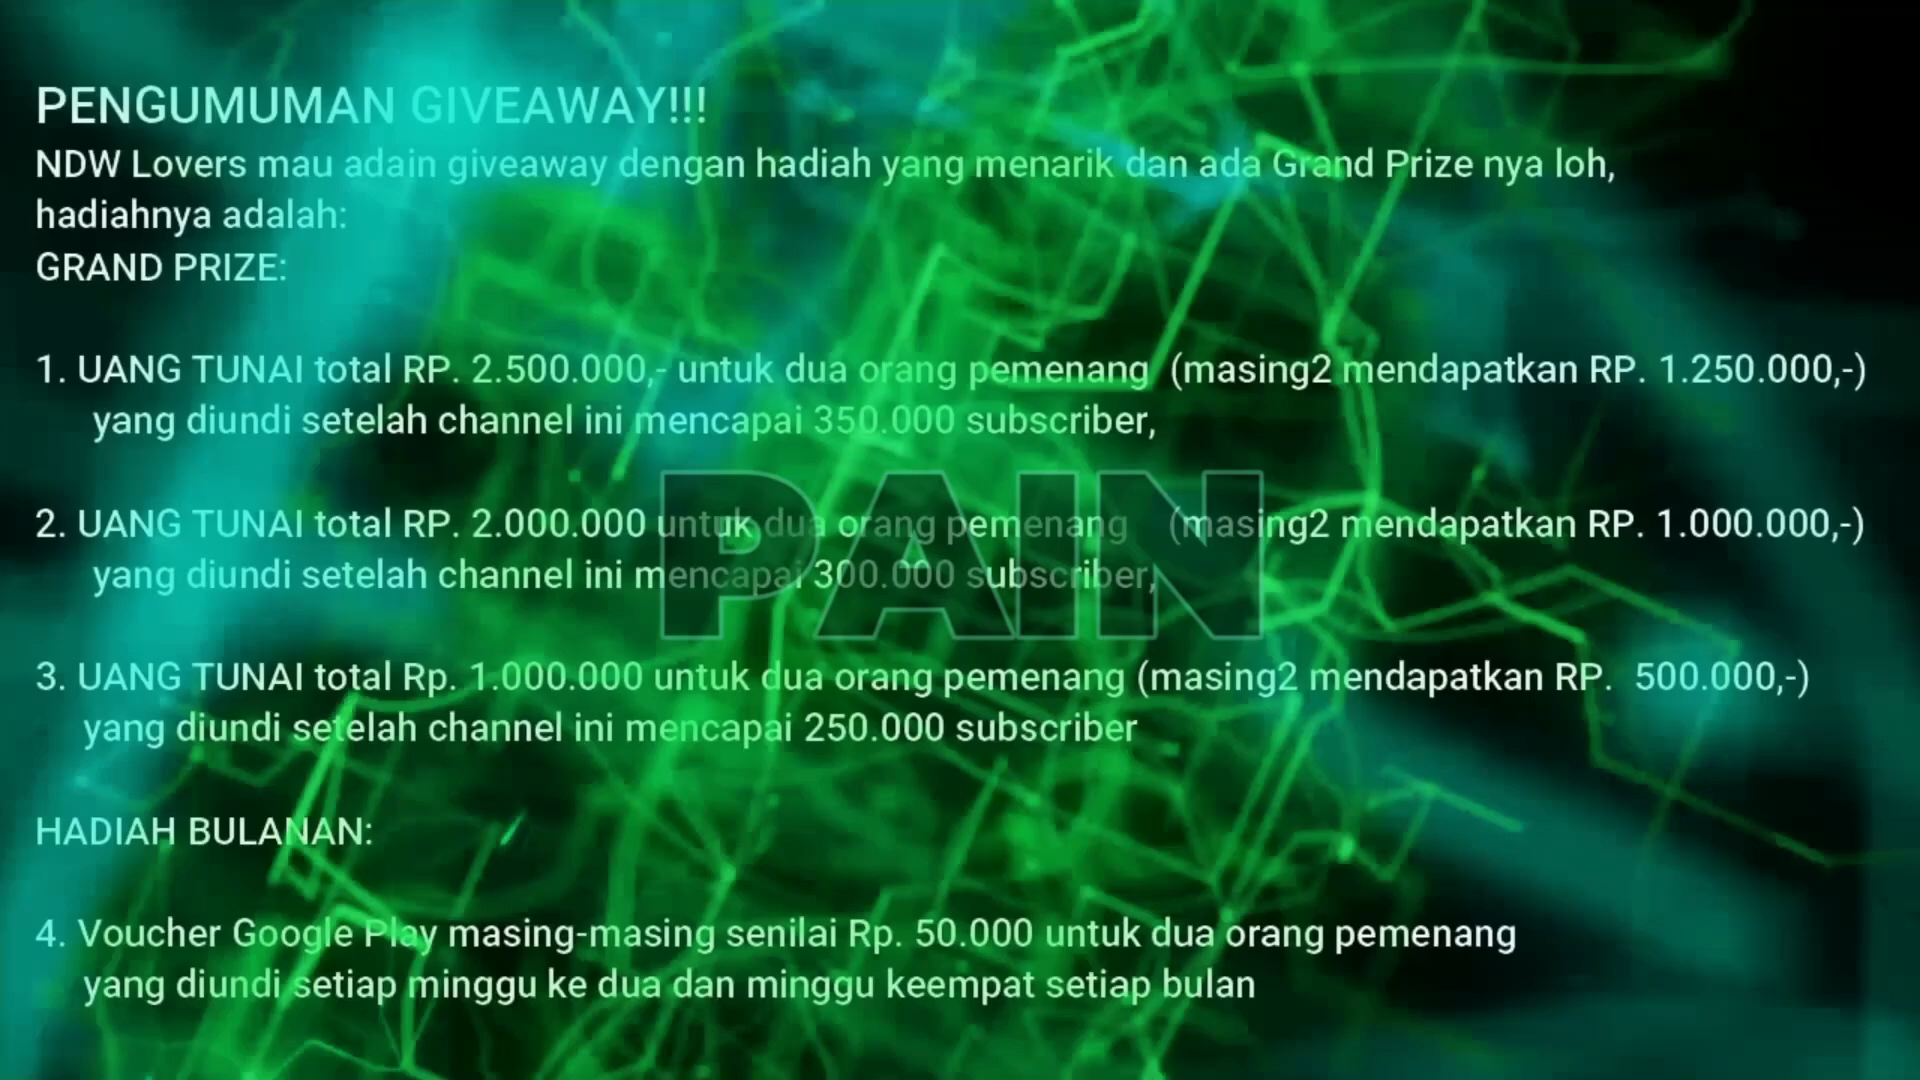 PENGUMUMAN GIVEAWAY!!!
NDW Lovers mau adain giveaway dengan hadiah yang menarik dan ada Grand Prize nya loh,
hadiahnya adalah:
GRAND PRIZE:
1. UANG TUNAI total RP. 2.500.000,- untuk dua orang pemenang (masing2 mendapatkan RP. 1.250.000,-)
yang diundi setelah channel ini mencapai 350.000 subscriber,
PAIN
2. UANG TUNAI total RP. 2.000.000 untuk dua orang pemenang (masing2 mendapatkan RP. 1.000.000,-)
yang diundi setelah channel ini mencapai 300.000 subscriber,
3. UANG TUNAI total Rp. 1.000.000 untuk dua orang pemenang (masing2 mendapatkan RP. 500.000,-)
yang diundi setelah channel ini mencapai 250.000 subscriber
HADIAH BULANAN:
4. Voucher Google Play masing-masing senilai Rp. 50.000 untuk dua orang pemenang
yang diundi setiap minggu ke dua dan minggu keempat setiap bulan